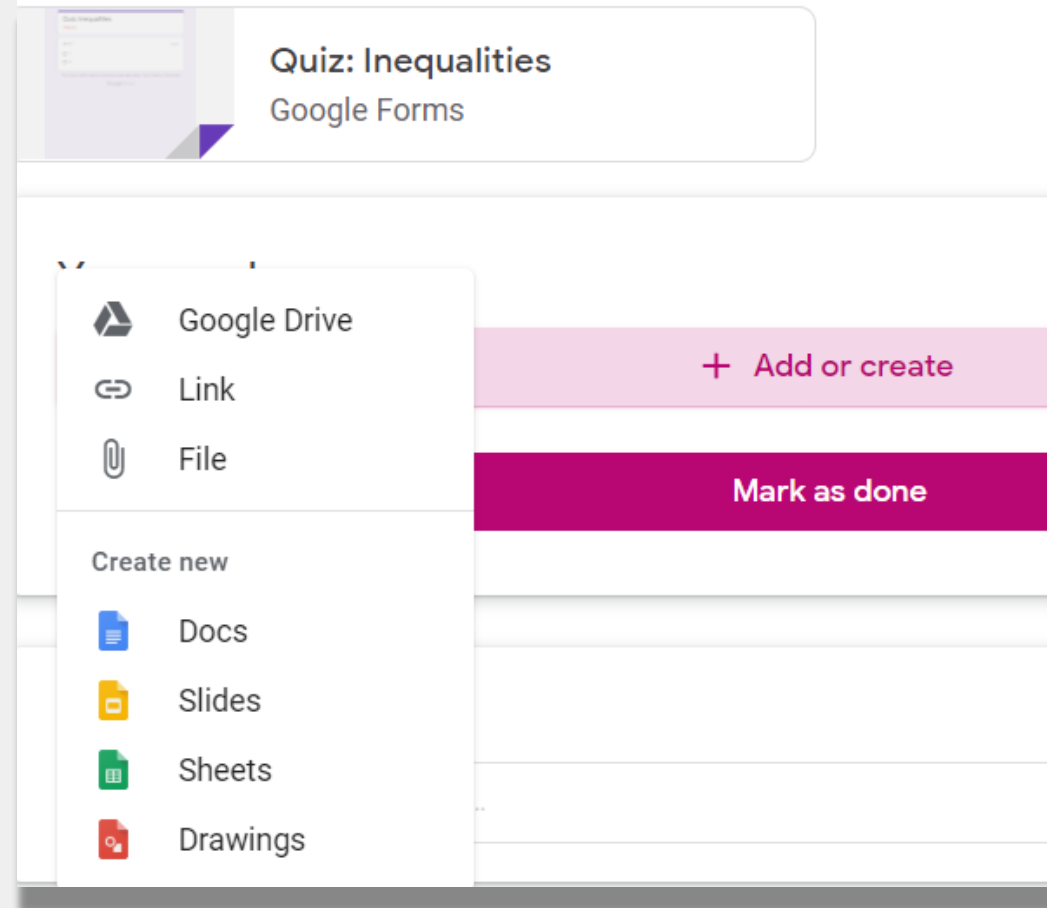 Quiz: Inequalities
Google Forms
Google Drive
Link
File
+ Add or create
Mark as done
Create new
Docs
Slides
Sheets
Drawings